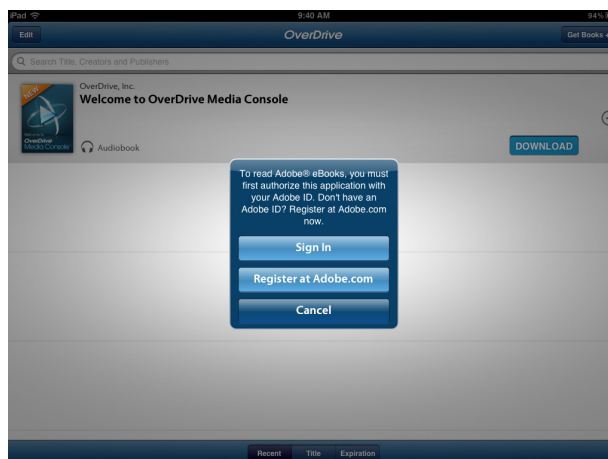 iPad 9:40 AM 94%
Edit OverDrive Get Books +
Search Title, Creators and Publishers
NEW
OverDrive, Inc.
Welcome to OverDrive Media Console
OverDrive
Media Console
Audiobook
DOWNLOAD
To read Adobe® eBooks, you must
first authorize this application with
your Adobe ID. Don't have an
Adobe ID? Register at Adobe.com
now.
Sign In
Register at Adobe.com
Cancel
Recent Title Expiration